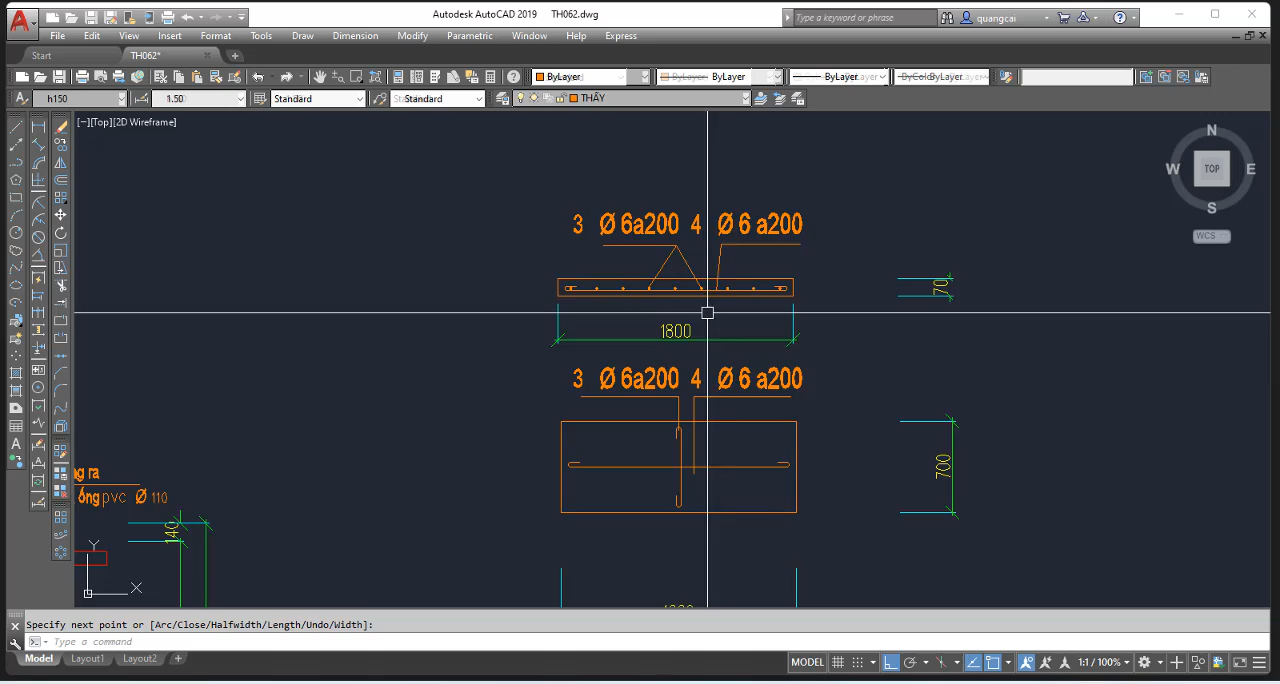 Autodesk AutoCAD 2019 TH062.dwg
Type a keyword or phrase
quangcai
File Edit View Insert Format Tools Draw Dimension Modify Parametric Window Help Express
Start
TH062*
ByLayer
ByLayer
ByLayer
h150
1.50
Standard
Standard
THẤY
[−][Top][2D Wireframe]
N
W
TOP
E
S
WCS
3 Ø 6a200 4 Ø 6 a200
70
1800
3 Ø 6a200 4 Ø 6 a200
700
ng ra
ống pvc Ø 110
140
Y
X
Specify next point or [Arc/Close/Halfwidth/Length/Undo/Width]:
Type a command
Model Layout1 Layout2 +
MODEL
1:1 / 100%